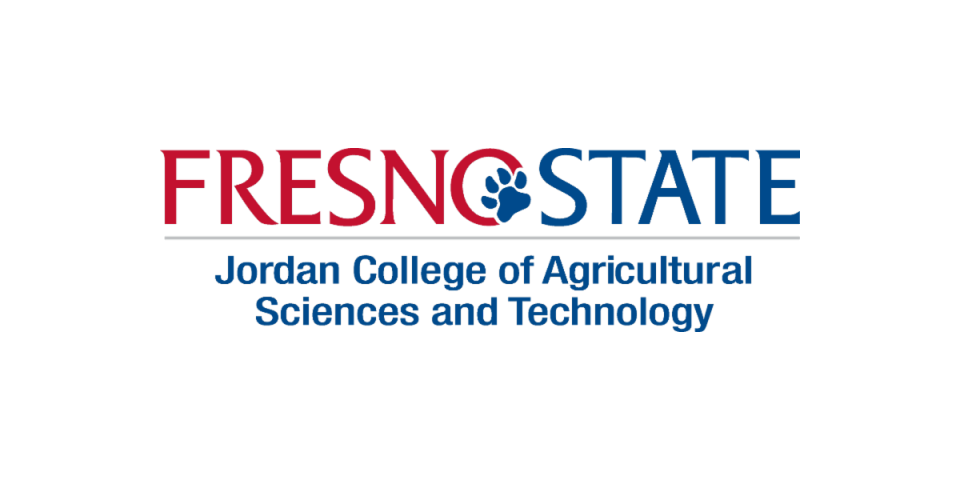 FRESNO STATE
Jordan College of Agricultural
Sciences and Technology